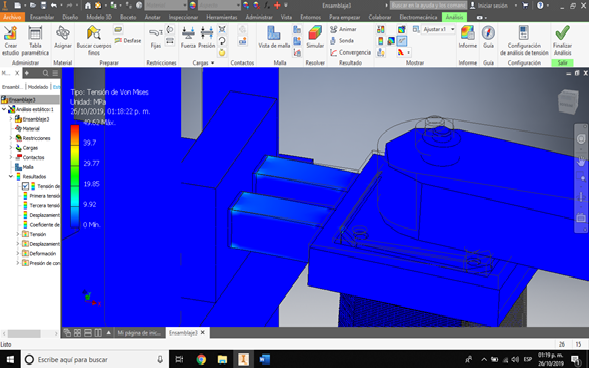 Ensamblaje3
Buscar en la ayuda y los comand
Iniciar sesión
Archivo Ensamblar Diseño Modelo 3D Boceto Anotar Inspeccionar Herramientas Administrar Vista Entornos Para empezar Colaborar Electromecánica Análisis
Crear estudio Tabla paramétrica
Asignar
Buscar cuerpos finos
Desfase
Fijas
Fuerza Presión
Contactos
Vista de malla
Simular
Animar
Sonda
Convergencia
Ajustar x1
Informe
Guía
Configuración de análisis de tensión
Finalizar Análisis
Administrar Material Preparar Restricciones Cargas Contactos Malla Resolver Resultado Mostrar Informe Guía Configuración Salir
Ensambl... Modelado
Ensamblaje3
Análisis estático:1
Ensamblaje3
Material
Restricciones
Cargas
Contactos
Malla
Resultados
Tensión de
Primera tensió
Tercera tensió
Desplazament
Coeficiente de
Tensión
Desplazament
Deformación
Presión de con
Tipo: Tensión de Von Mises
Unidad: MPa
26/10/2019, 01:18:22 p. m.
49.63 Máx.
39.7
29.77
19.85
9.92
0 Mín.
Mi página de inic...
Ensamblaje3
Listo
26 15
Escribe aquí para buscar
ESP
01:19 p. m.
26/10/2019